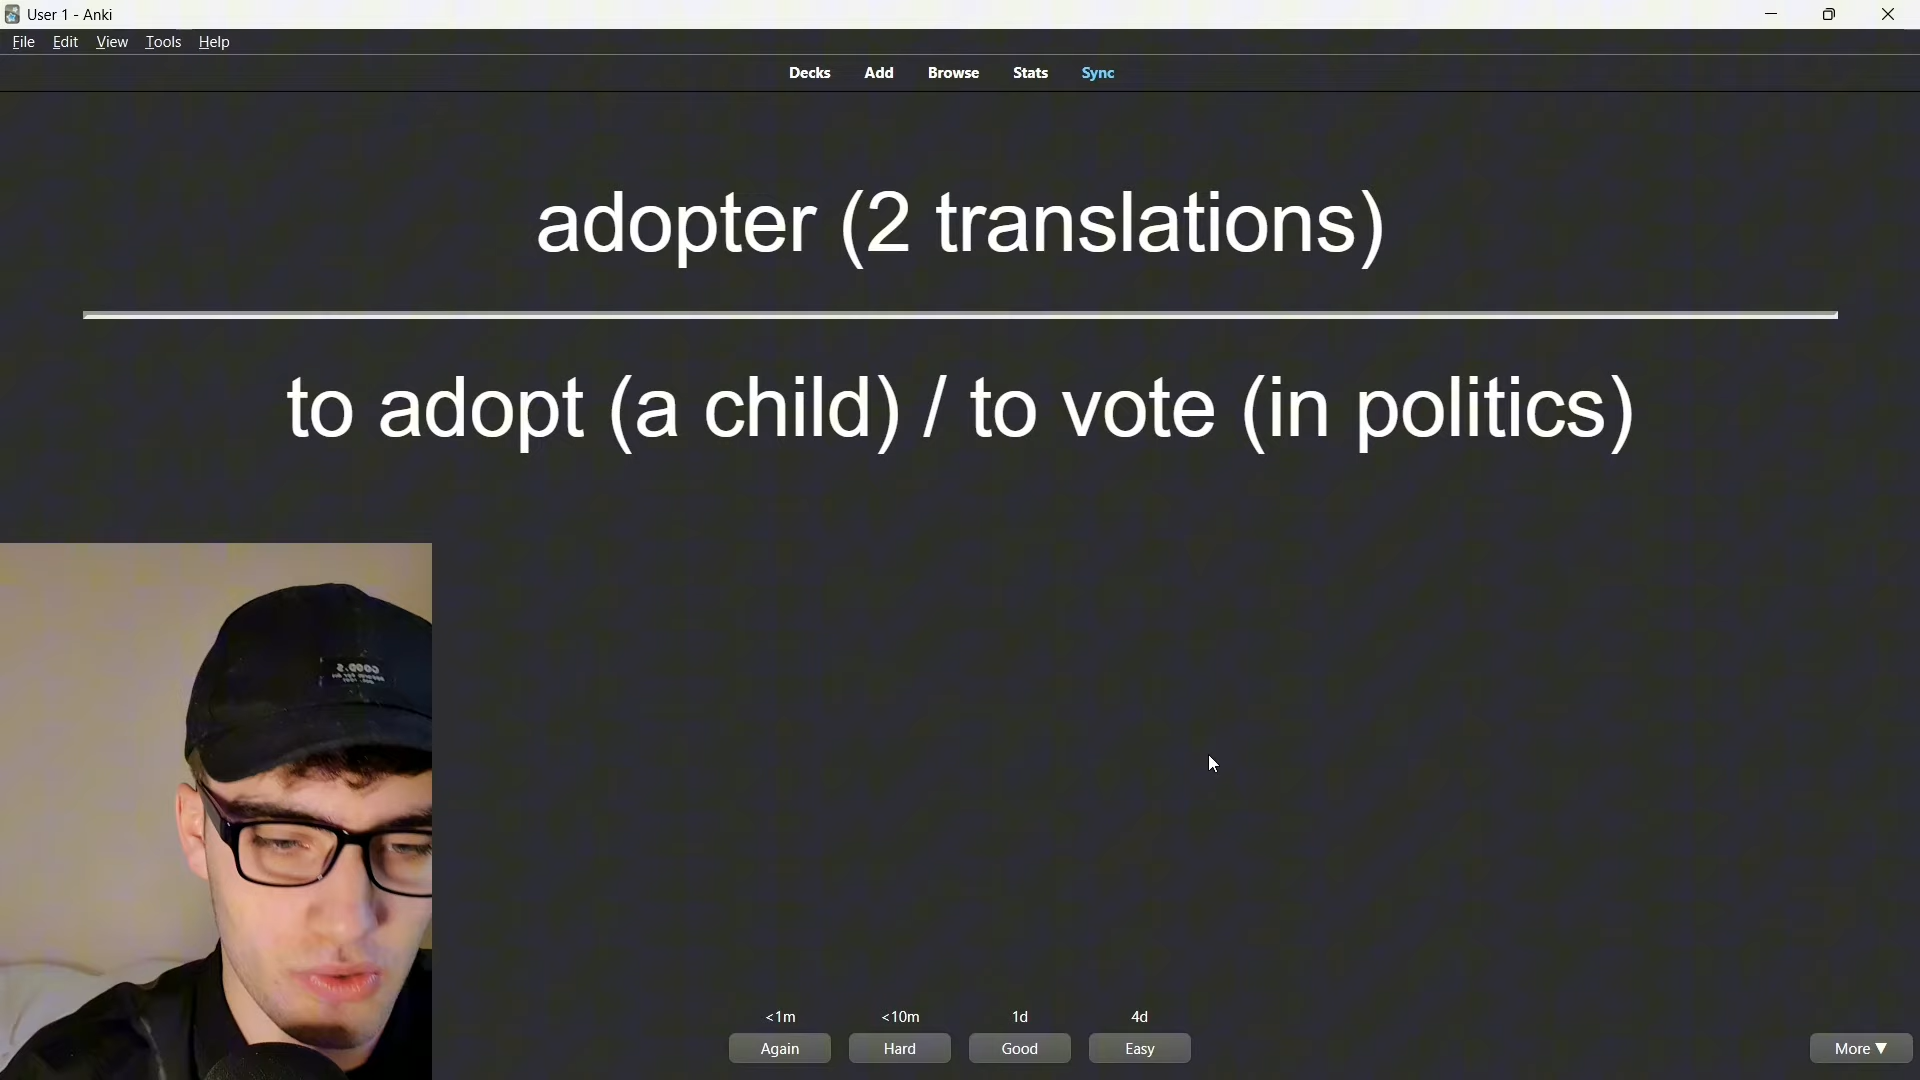 User 1 - Anki
File Edit View Tools Help
Decks Add Browse Stats Sync
adopter (2 translations)
to adopt (a child) / to vote (in politics)
<1m <10m 1d 4d
Again Hard Good Easy
More ▼